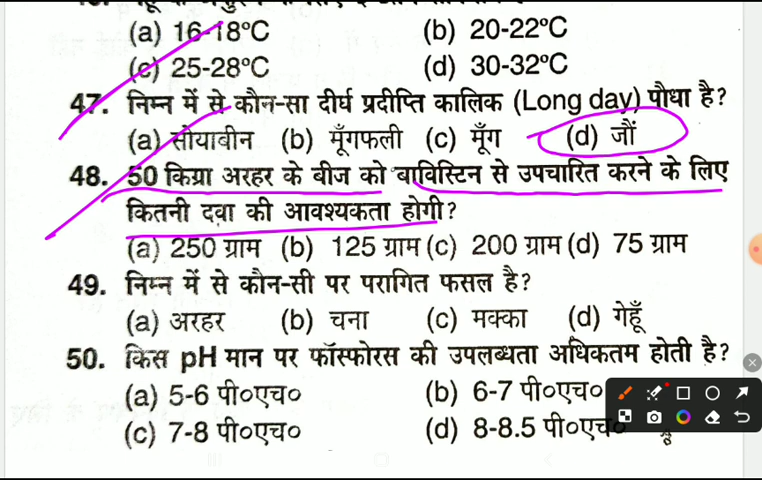 (a) 16-18°C (b) 20-22°C
(c) 25-28°C (d) 30-32°C
47. निम्न में से कौन-सा दीर्घ प्रदीप्ति कालिक (Long day) पौधा है?
(a) सोयाबीन (b) मूँगफली (c) मूँग (d) जौं
48. 50 किग्रा अरहर के बीज को बाविस्टिन से उपचारित करने के लिए
कितनी दवा की आवश्यकता होगी?
(a) 250 ग्राम (b) 125 ग्राम (c) 200 ग्राम (d) 75 ग्राम
49. निम्न में से कौन-सी पर परागित फसल है?
(a) अरहर (b) चना (c) मक्का (d) गेहूँ
50. किस pH मान पर फॉस्फोरस की उपलब्धता अधिकतम होती है?
(a) 5-6 पी०एच० (b) 6-7 पी०एच०
(c) 7-8 पी०एच० (d) 8-8.5 पी०एच०